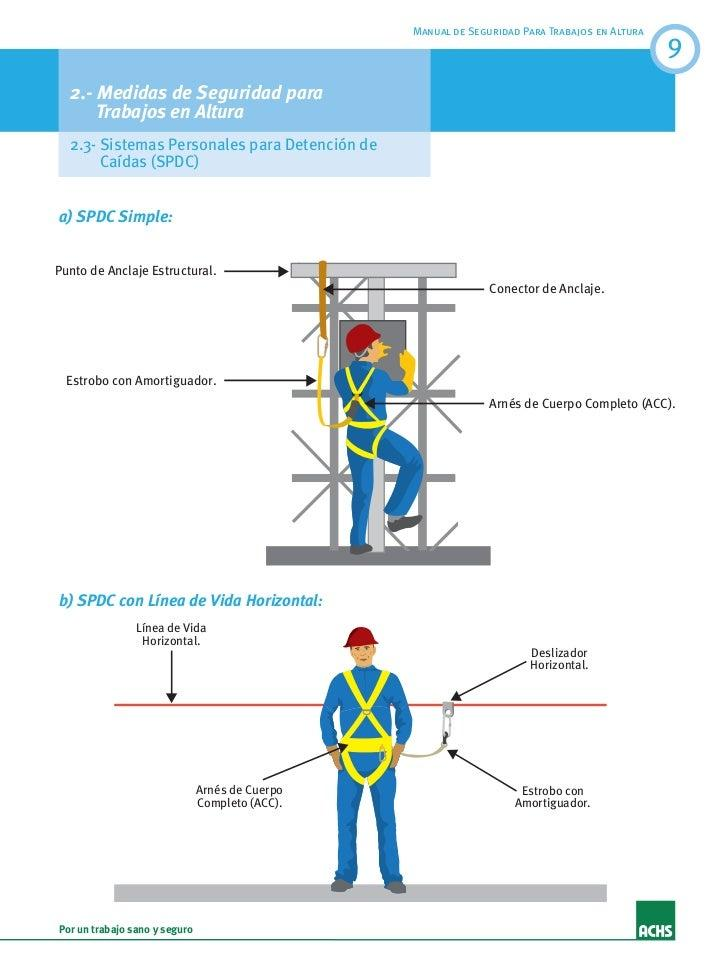 Manual de Seguridad Para Trabajos en Altura
9
2.- Medidas de Seguridad para
Trabajos en Altura
2.3- Sistemas Personales para Detención de
Caídas (SPDC)
a) SPDC Simple:
Punto de Anclaje Estructural.
Conector de Anclaje.
Estrobo con Amortiguador.
Arnés de Cuerpo Completo (ACC).
b) SPDC con Línea de Vida Horizontal:
Línea de Vida
Horizontal.
Deslizador
Horizontal.
Arnés de Cuerpo
Completo (ACC).
Estrobo con
Amortiguador.
Por un trabajo sano y seguro
ACHS